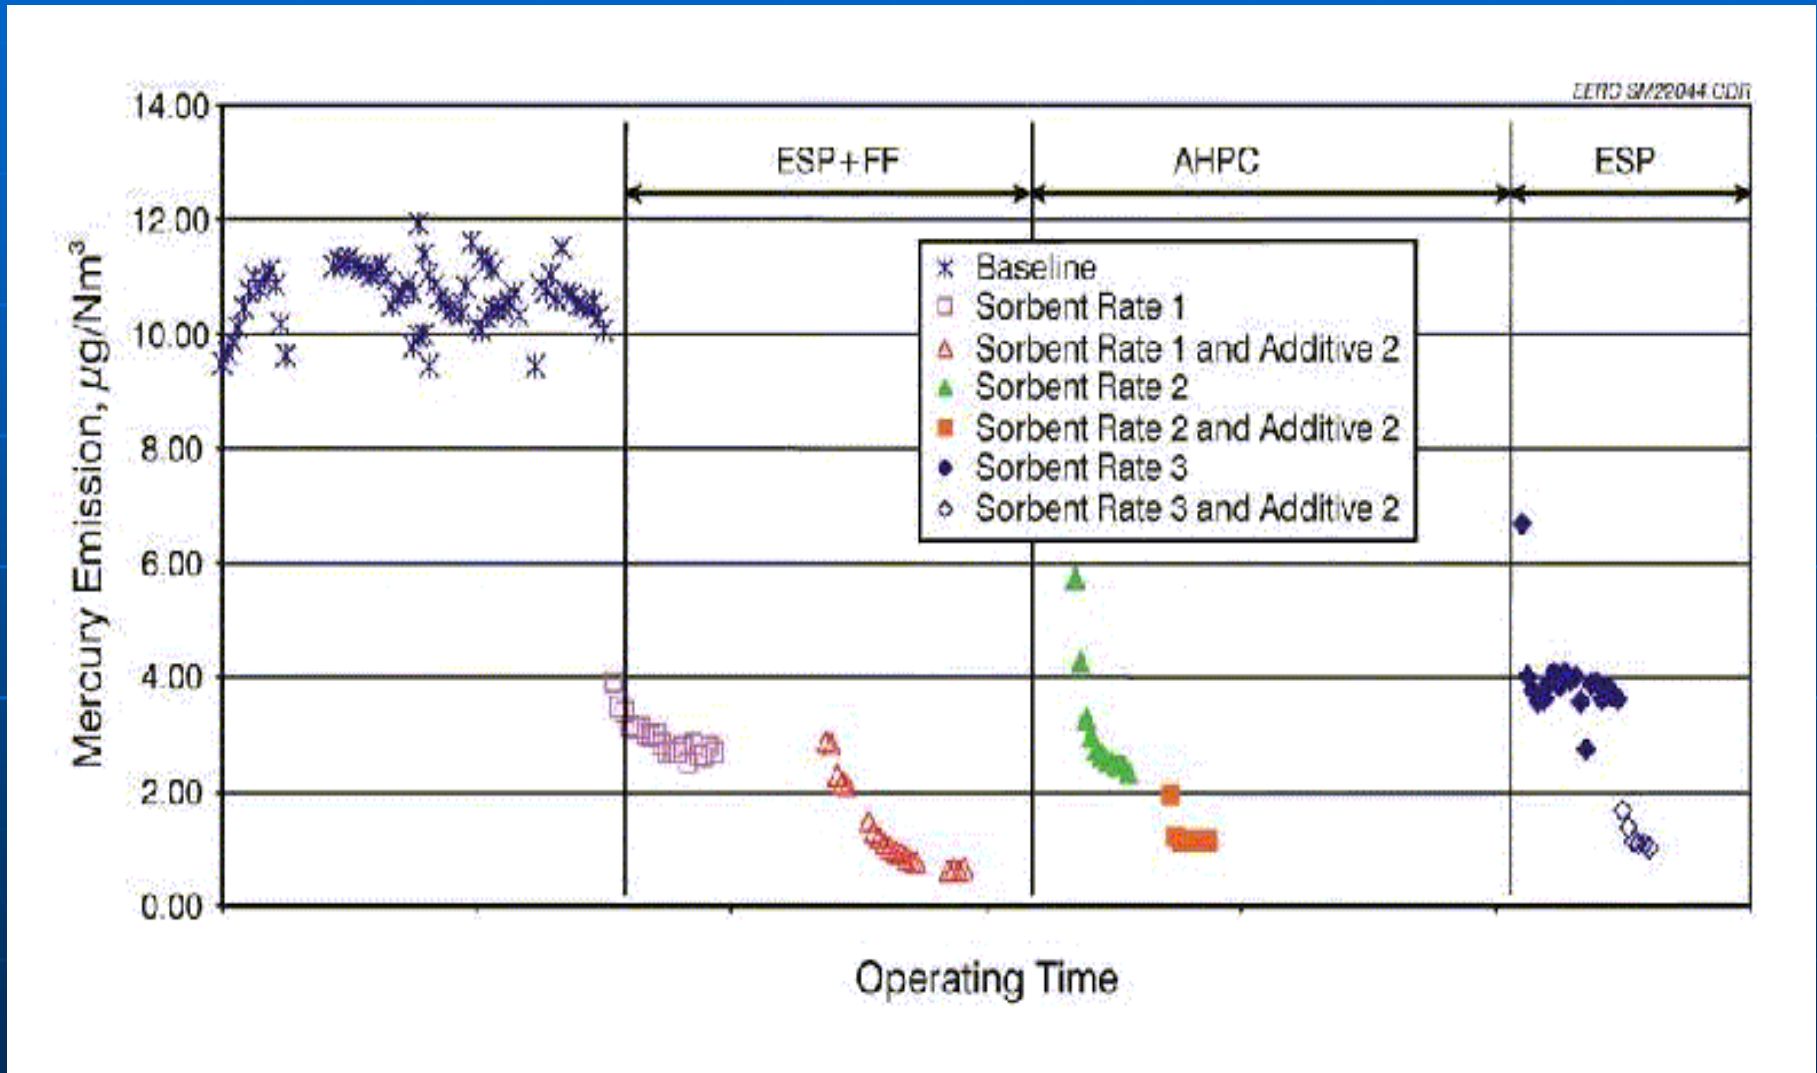 EERC SM22044.CDR
14.00
12.00
10.00
8.00
6.00
4.00
2.00
0.00
Mercury Emission, µg/Nm³
ESP+FF
AHPC
ESP
Baseline
Sorbent Rate 1
Sorbent Rate 1 and Additive 2
Sorbent Rate 2
Sorbent Rate 2 and Additive 2
Sorbent Rate 3
Sorbent Rate 3 and Additive 2
Operating Time